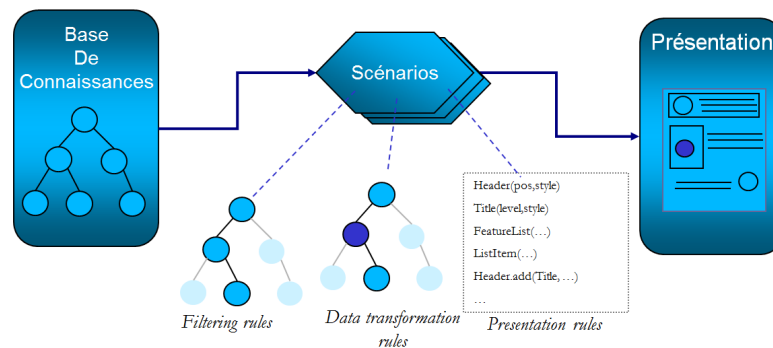 Base
De
Connaissances
Scénarios
Présentation
Header(pos,style)
Title(level,style)
FeatureList(…)
ListItem(…)
Header.add(Title, …)
…
Filtering rules
Data transformation
rules
Presentation rules